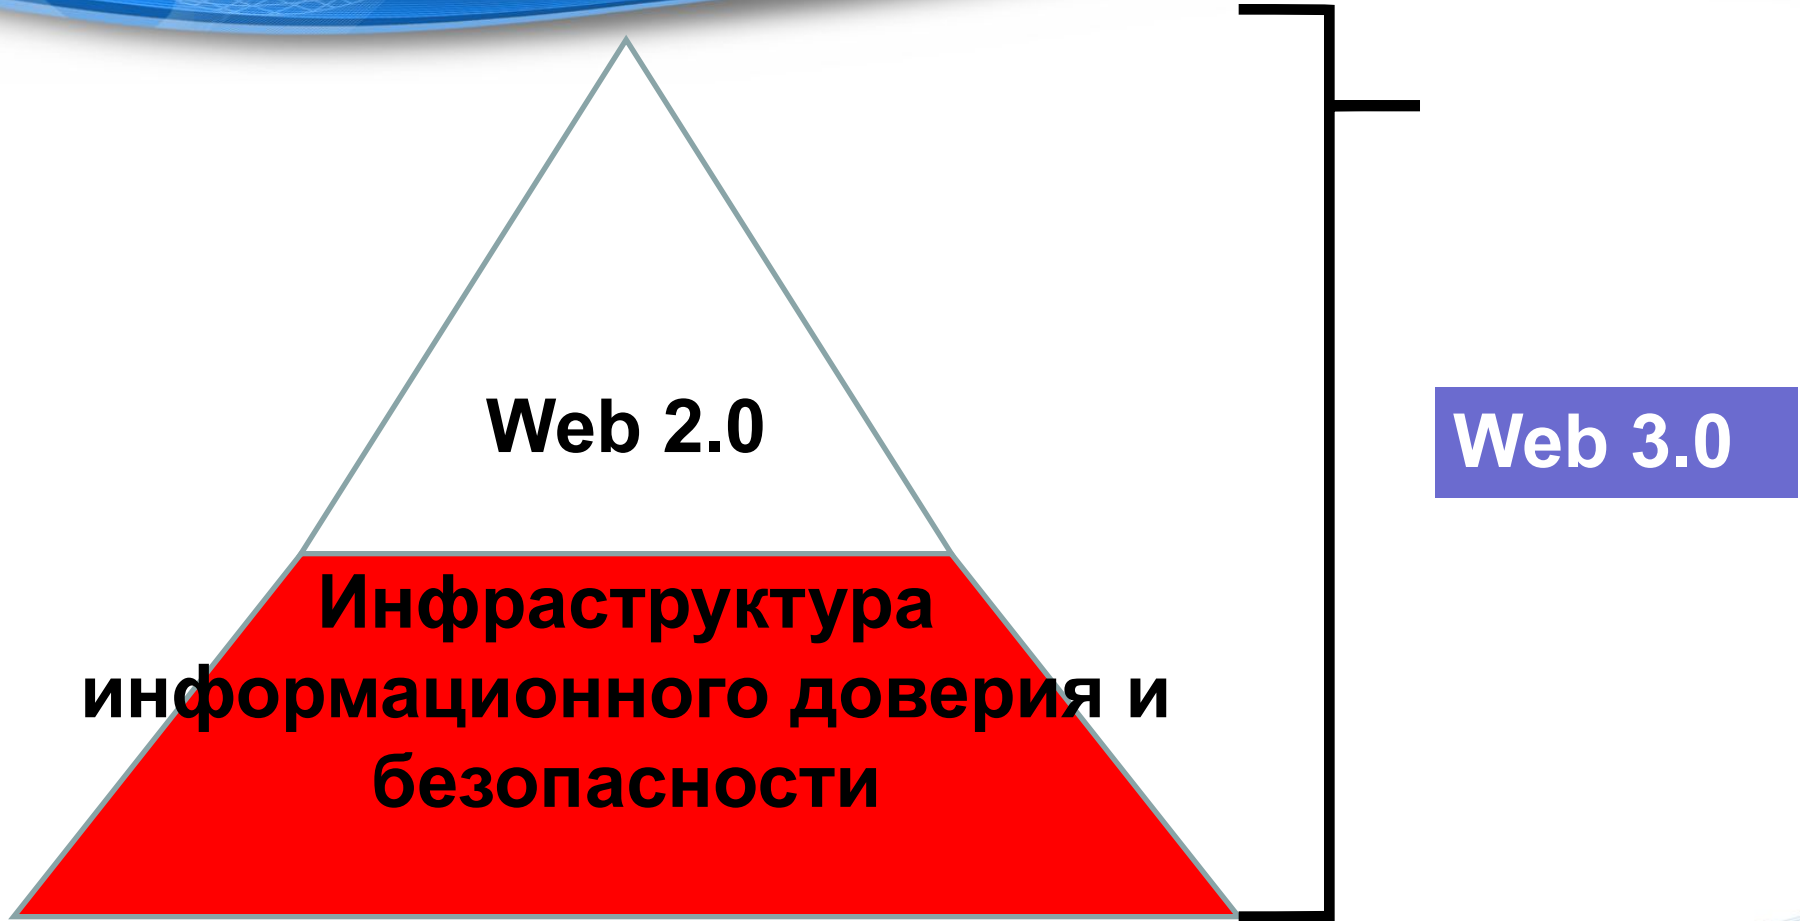 Web 2.0
Web 3.0
Инфраструктура
информационного доверия и
безопасности